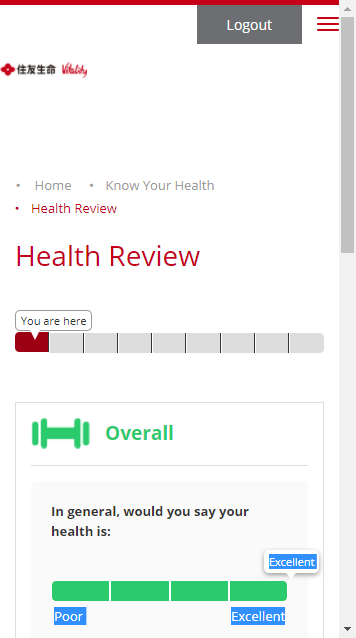 Logout
住友生命 Vitality
• Home • Know Your Health
• Health Review
Health Review
You are here
Overall
In general, would you say your
health is:
Excellent
Poor Excellent